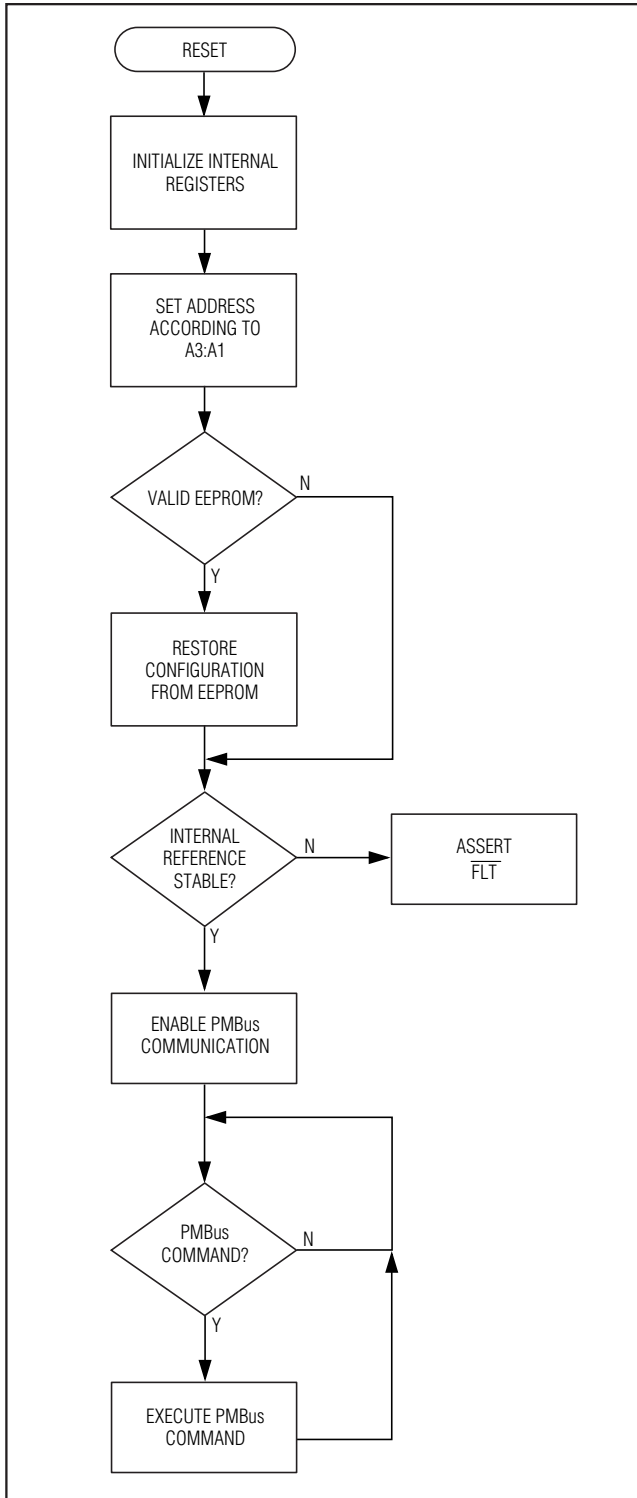 RESET
INITIALIZE INTERNAL
REGISTERS
SET ADDRESS
ACCORDING TO
A3:A1
VALID EEPROM?
N
Y
RESTORE
CONFIGURATION
FROM EEPROM
INTERNAL
REFERENCE
STABLE?
N
ASSERT
F̅L̅T̅
Y
ENABLE PMBus
COMMUNICATION
PMBus
COMMAND?
N
Y
EXECUTE PMBus
COMMAND